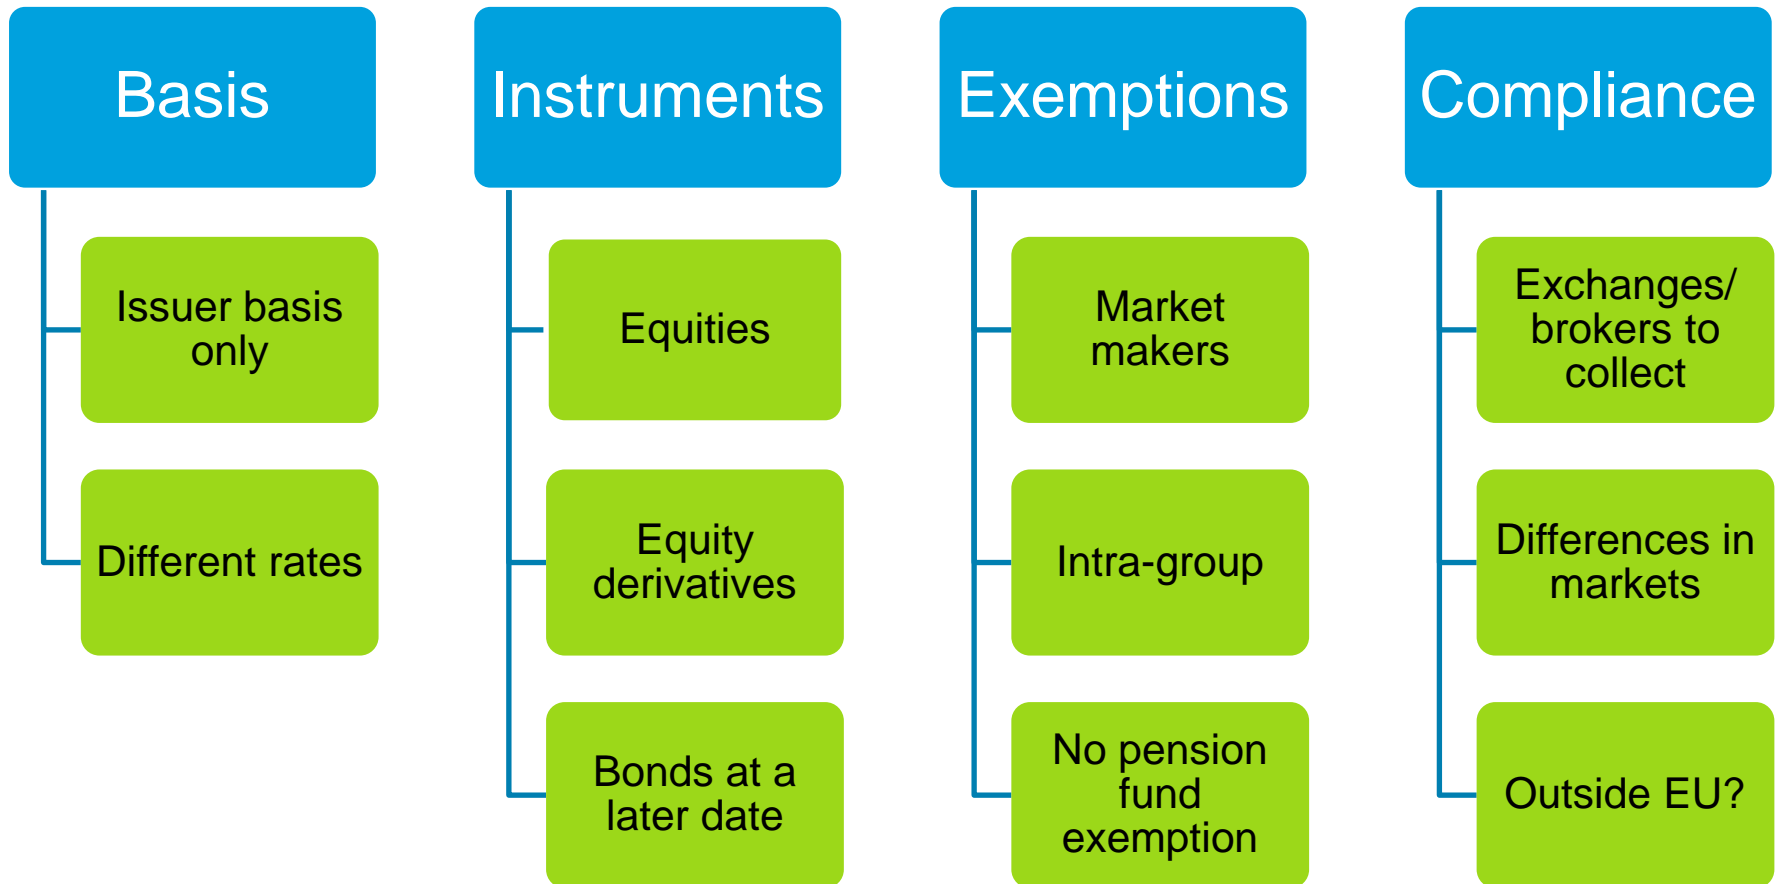 Basis
Issuer basis
only
Different rates
Instruments
Equities
Equity
derivatives
Bonds at a
later date
Exemptions
Market
makers
Intra-group
No pension
fund
exemption
Compliance
Exchanges/
brokers to
collect
Differences in
markets
Outside EU?